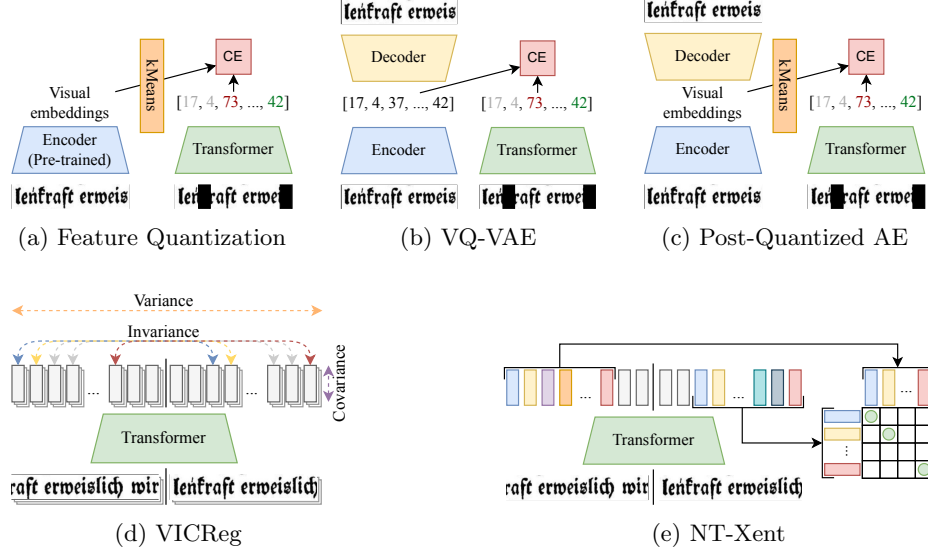 lenkraft erweis
Decoder
kMeans
CE
Visual embeddings
[17, 4, 73, ..., 42]
Encoder
(Pre-trained)
Transformer
lenkraft erweis
(a) Feature Quantization
lenkraft erweis
Decoder
CE
[17, 4, 37, ..., 42]
[17, 4, 73, ..., 42]
Encoder
Transformer
lenkraft erweis
(b) VQ-VAE
kMeans
CE
Visual embeddings
[17, 4, 73, ..., 42]
Encoder
Transformer
lenkraft erweis
(c) Post-Quantized AE
Variance
Invariance
Covariance
...
...
Transformer
raft erweislich wir
lenkraft erweislich
(d) VICReg
...
...
...
...
Transformer
raft erweislich wir
lenkraft erweislich
(e) NT-Xent